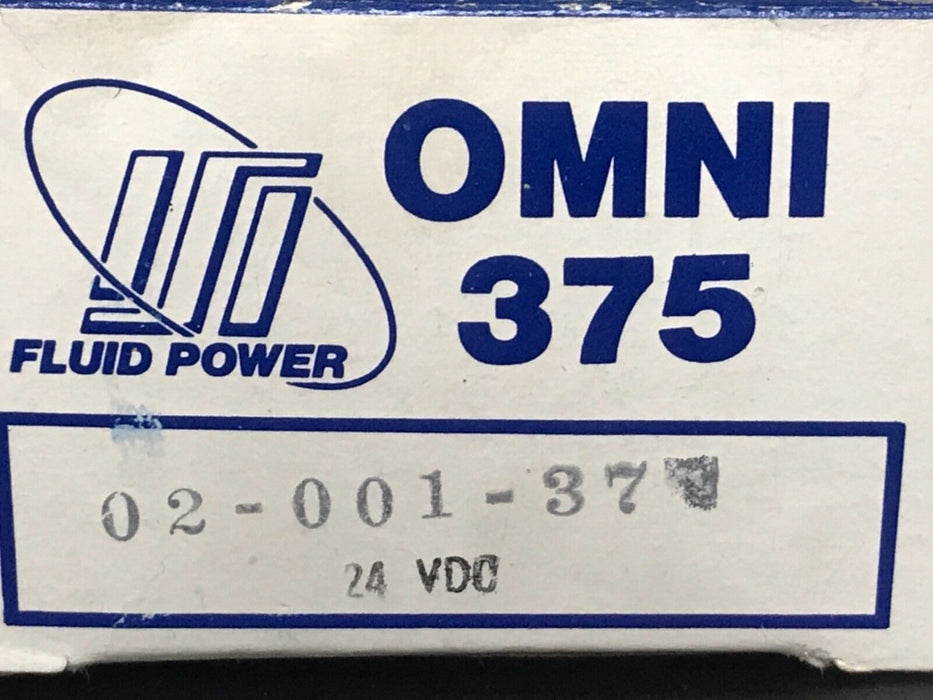 OMNI
375
FLUID POWER
02-001-37
24 VDC